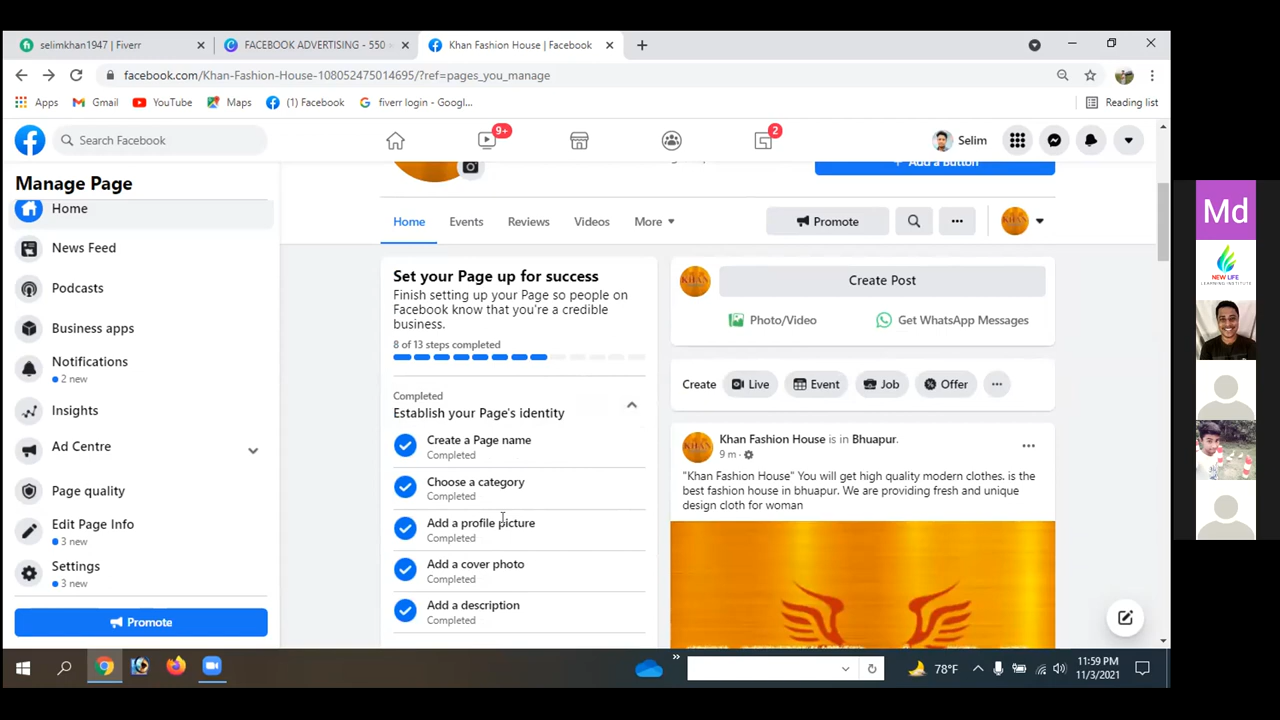 selimkhan1947 | Fiverr
FACEBOOK ADVERTISING - 550
Khan Fashion House | Facebook
facebook.com/Khan-Fashion-House-108052475014695/?ref=pages_you_manage
Apps
Gmail
YouTube
Maps
(1) Facebook
fiverr login - Googl...
Reading list
Search Facebook
9+
2
Selim
Manage Page
Home
News Feed
Podcasts
Business apps
Notifications
2 new
Insights
Ad Centre
Page quality
Edit Page Info
3 new
Settings
3 new
Promote
Add a Button
Home
Events
Reviews
Videos
More
Promote
Set your Page up for success
Finish setting up your Page so people on
Facebook know that you're a credible
business.
8 of 13 steps completed
Completed
Establish your Page's identity
Create a Page name
Completed
Choose a category
Completed
Add a profile picture
Completed
Add a cover photo
Completed
Add a description
Completed
Create Post
Photo/Video
Get WhatsApp Messages
Create
Live
Event
Job
Offer
Khan Fashion House is in Bhuapur.
9 m
"Khan Fashion House" You will get high quality modern clothes. is the
best fashion house in bhuapur. We are providing fresh and unique
design cloth for woman
Md
NEW LIFE
LEARNING INSTITUTE
78°F
11:59 PM
11/3/2021